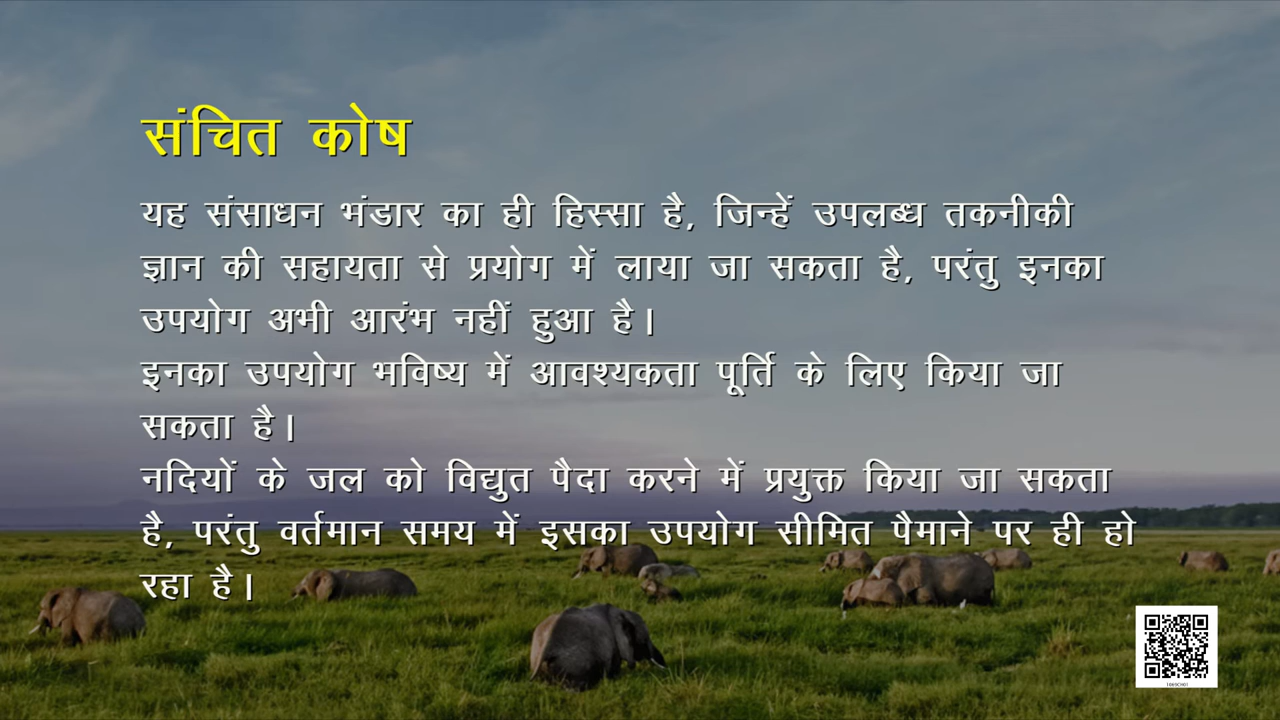 संचित कोष
यह संसाधन भंडार का ही हिस्सा है, जिन्हें उपलब्ध तकनीकी
ज्ञान की सहायता से प्रयोग में लाया जा सकता है, परंतु इनका
उपयोग अभी आरंभ नहीं हुआ है।
इनका उपयोग भविष्य में आवश्यकता पूर्ति के लिए किया जा
सकता है।
नदियों के जल को विद्युत पैदा करने में प्रयुक्त किया जा सकता
है, परंतु वर्तमान समय में इसका उपयोग सीमित पैमाने पर ही हो
रहा है।